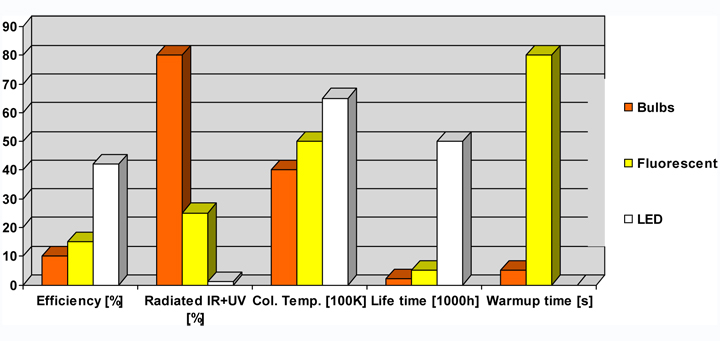 90
80
70
60
50
40
30
20
10
0
Efficiency [%]
Radiated IR+UV
[%]
Col. Temp. [100K]
Life time [1000h]
Warmup time [s]
Bulbs
Fluorescent
LED